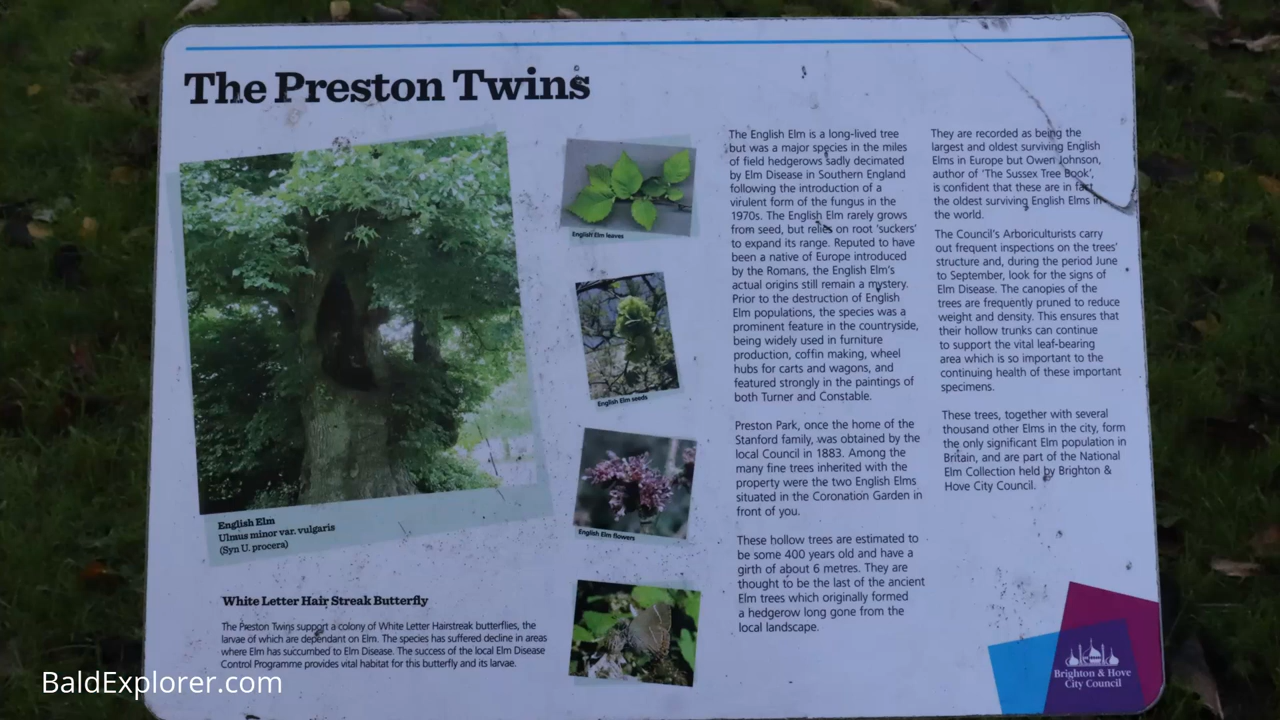 The Preston Twins
English Elm
Ulmus minor var. vulgaris
(Syn U. procera)
White Letter Hair Streak Butterfly
The Preston Twins support a colony of White Letter Hairstreak butterflies, the
larvae of which are dependant on Elm. The species has suffered decline in areas
where Elm has succumbed to Elm Disease. The success of the local Elm Disease
Control Programme provides vital habitat for this butterfly and its larvae.
English Elm leaves
English Elm seeds
English Elm flowers
The English Elm is a long-lived tree
but was a major species in the miles
of field hedgerows sadly decimated
by Elm Disease in Southern England
following the introduction of a
virulent form of the fungus in the
1970s. The English Elm rarely grows
from seed, but relies on root 'suckers'
to expand its range. Reputed to have
been a native of Europe introduced
by the Romans, the English Elm's
actual origins still remain a mystery.
Prior to the destruction of English
Elm populations, the species was a
prominent feature in the countryside,
being widely used in furniture
production, coffin making, wheel
hubs for carts and wagons, and
featured strongly in the paintings of
both Turner and Constable.
Preston Park, once the home of the
Stanford family, was obtained by the
local Council in 1883. Among the
many fine trees inherited with the
property were the two English Elms
situated in the Coronation Garden in
front of you.
These hollow trees are estimated to
be some 400 years old and have a
girth of about 6 metres. They are
thought to be the last of the ancient
Elm trees which originally formed
a hedgerow long gone from the
local landscape.
They are recorded as being the
largest and oldest surviving English
Elms in Europe but Owen Johnson,
author of 'The Sussex Tree Book',
is confident that these are in fact
the oldest surviving English Elms in
the world.
The Council's Arboriculturists carry
out frequent inspections on the trees'
structure and, during the period June
to September, look for the signs of
Elm Disease. The canopies of the
trees are frequently pruned to reduce
weight and density. This ensures that
their hollow trunks can continue
to support the vital leaf-bearing
area which is so important to the
continuing health of these important
specimens.
These trees, together with several
thousand other Elms in the city, form
the only significant Elm population in
Britain, and are part of the National
Elm Collection held by Brighton &
Hove City Council.
Brighton & Hove
City Council
BaldExplorer.com